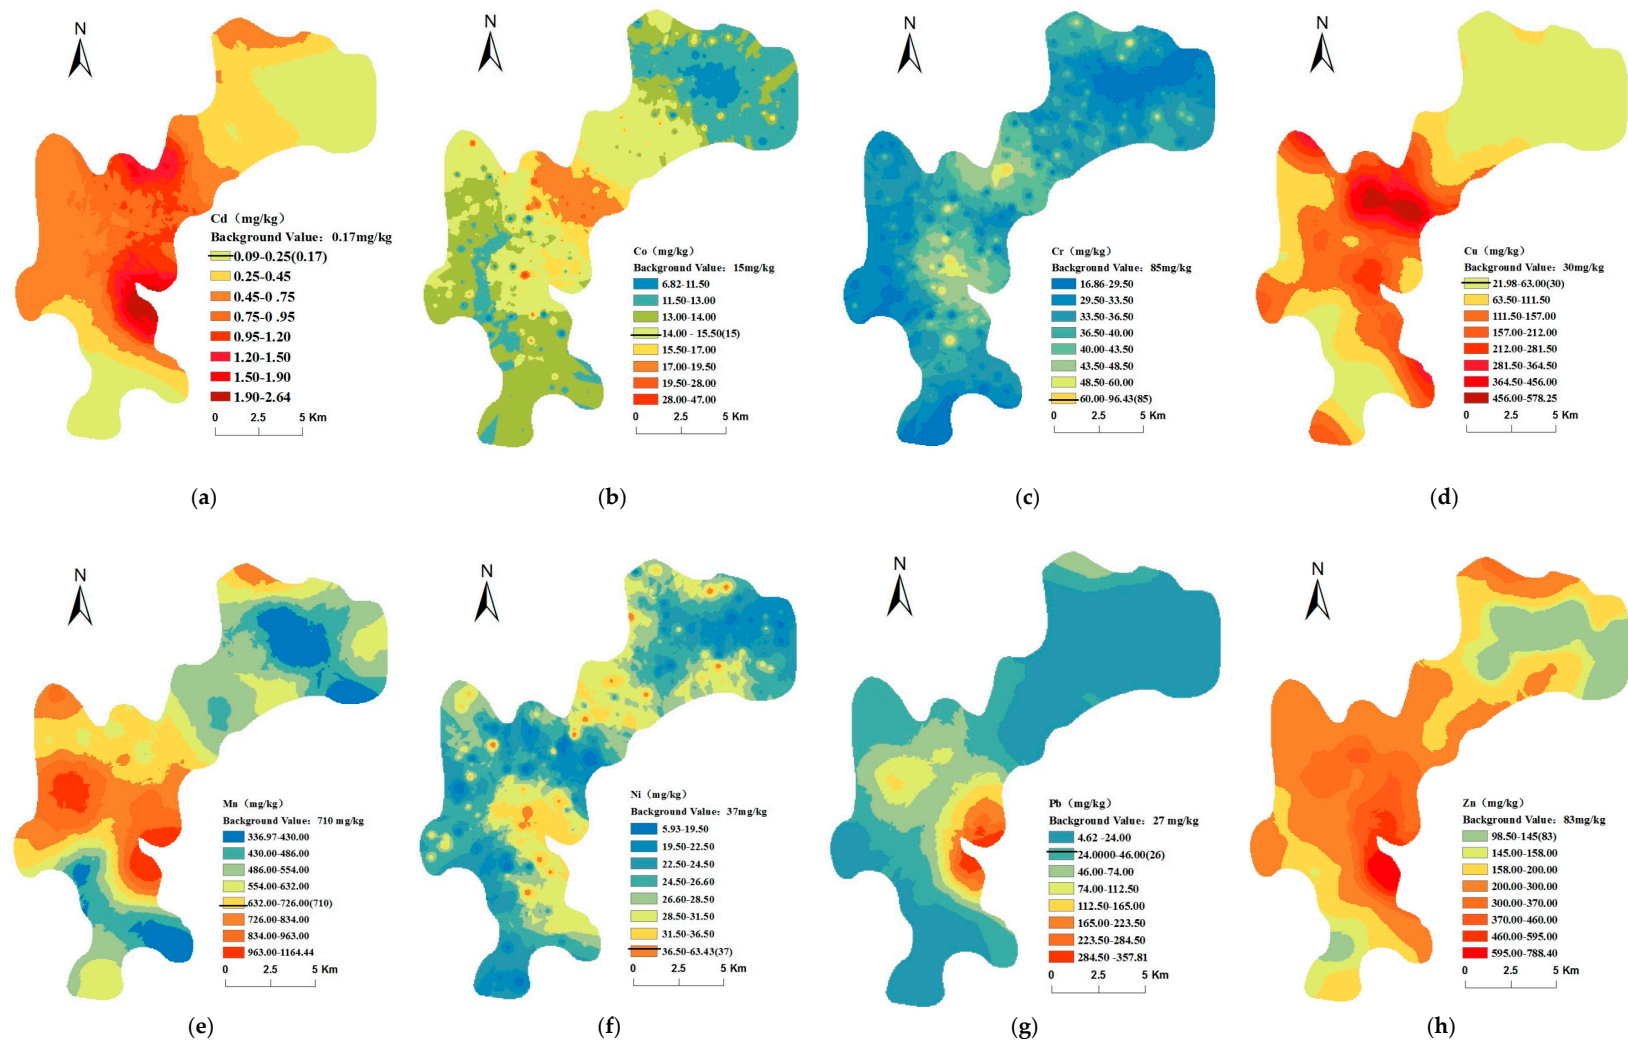 N
Cd（mg/kg）
Background Value：0.17mg/kg
0.09-0.25(0.17)
0.25-0.45
0.45-0.75
0.75-0.95
0.95-1.20
1.20-1.50
1.50-1.90
1.90-2.64
0 2.5 5 Km
(a)
N
Co（mg/kg）
Background Value：15mg/kg
6.82-11.50
11.50-13.00
13.00-14.00
14.00 - 15.50(15)
15.50-17.00
17.00-19.50
19.50-28.00
28.00-47.00
0 2.5 5 Km
(b)
N
Cr（mg/kg）
Background Value：85mg/kg
16.86-29.50
29.50-33.50
33.50-36.50
36.50-40.00
40.00-43.50
43.50-48.50
48.50-60.00
60.00-96.43(85)
0 2.5 5 Km
(c)
N
Cu（mg/kg）
Background Value：30mg/kg
21.98-63.00(30)
63.50-111.50
111.50-157.00
157.00-212.00
212.00-281.50
281.50-364.50
364.50-456.00
456.00-578.25
0 2.5 5 Km
(d)
N
Mn（mg/kg）
Background Value：710 mg/kg
336.97-430.00
430.00-486.00
486.00-554.00
554.00-632.00
632.00-726.00(710)
726.00-834.00
834.00-963.00
963.00-1164.44
0 2.5 5 Km
(e)
N
Ni（mg/kg）
Background Value：37mg/kg
5.93-19.50
19.50-22.50
22.50-24.50
24.50-26.60
26.60-28.50
28.50-31.50
31.50-36.50
36.50-63.43(37)
0 2.5 5 Km
(f)
N
Pb（mg/kg）
Background Value：27 mg/kg
4.62 -24.00
24.0000-46.00(26)
46.00-74.00
74.00-112.50
112.50-165.00
165.00-223.50
223.50-284.50
284.50 -357.81
0 2.5 5 Km
(g)
N
Zn（mg/kg）
Background Value：83mg/kg
98.50-145(83)
145.00-158.00
158.00-200.00
200.00-300.00
300.00-370.00
370.00-460.00
460.00-595.00
595.00-788.40
0 2.5 5 Km
(h)